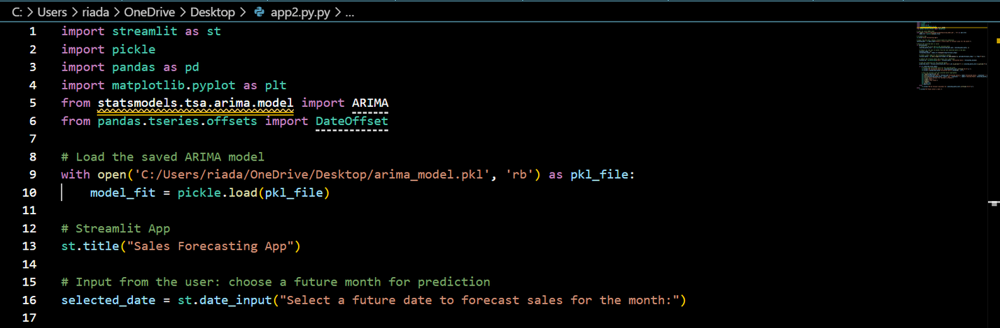 C: > Users > riada > OneDrive > Desktop > app2.py.py > ...
1 import streamlit as st
2 import pickle
3 import pandas as pd
4 import matplotlib.pyplot as plt
5 from statsmodels.tsa.arima.model import ARIMA
6 from pandas.tseries.offsets import DateOffset
7
8 # Load the saved ARIMA model
9 with open('C:/Users/riada/OneDrive/Desktop/arima_model.pkl', 'rb') as pkl_file:
10     model_fit = pickle.load(pkl_file)
11
12 # Streamlit App
13 st.title("Sales Forecasting App")
14
15 # Input from the user: choose a future month for prediction
16 selected_date = st.date_input("Select a future date to forecast sales for the month:")
17